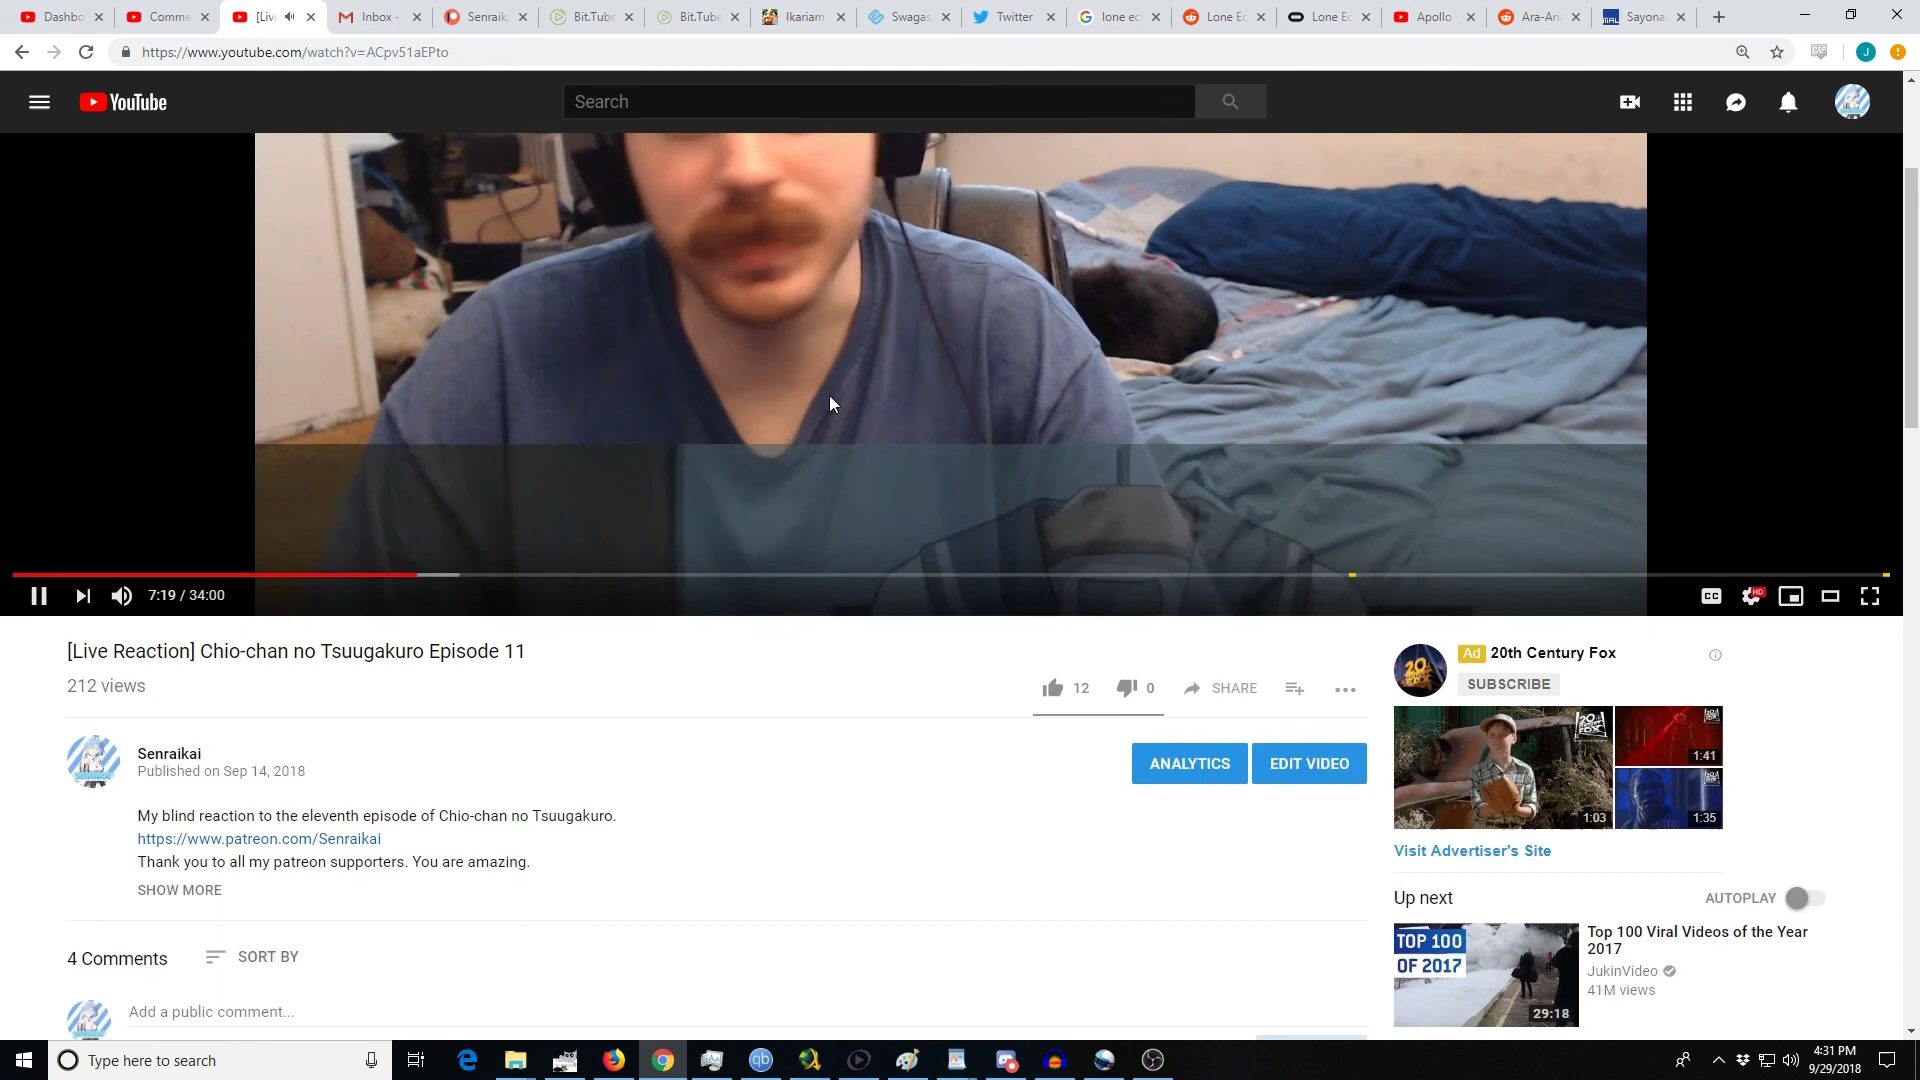 Dashbo
Comme
[Liv
Inbox -
Senraik
Bit.Tube
Bit.Tube
Ikariam
Swagas
Twitter
lone ec
Lone Ec
Lone Ec
Apollo
Ara-Ara
Sayona
https://www.youtube.com/watch?v=ACpv51aEPto
J
YouTube
Search
7:19 / 34:00
CC
HD
[Live Reaction] Chio-chan no Tsuugakuro Episode 11
212 views
12
0
SHARE
Senraikai
Published on Sep 14, 2018
ANALYTICS
EDIT VIDEO
My blind reaction to the eleventh episode of Chio-chan no Tsuugakuro.
https://www.patreon.com/Senraikai
Thank you to all my patreon supporters. You are amazing.
SHOW MORE
4 Comments
SORT BY
Add a public comment...
Ad 20th Century Fox
SUBSCRIBE
1:03
1:41
1:35
Visit Advertiser's Site
Up next
AUTOPLAY
TOP 100
OF 2017
29:18
Top 100 Viral Videos of the Year
2017
JukinVideo
41M views
Type here to search
qb
4:31 PM
9/29/2018